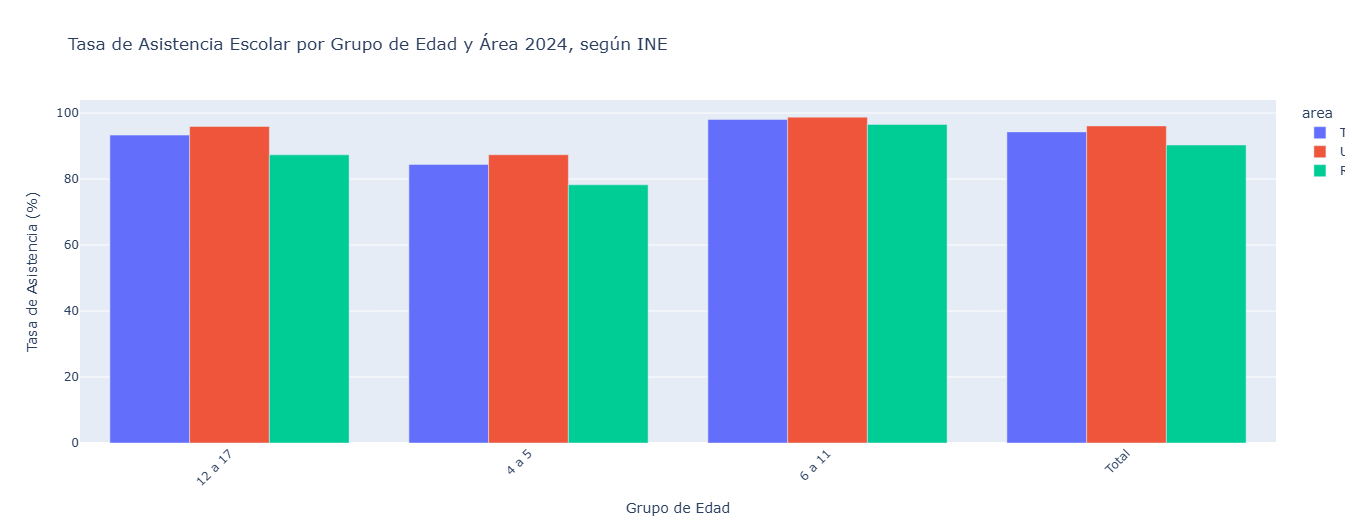 Tasa de Asistencia Escolar por Grupo de Edad y Área 2024, según INE
100
80
60
40
20
0
Tasa de Asistencia (%)
12 a 17
4 a 5
6 a 11
Total
Grupo de Edad
area
T
U
R